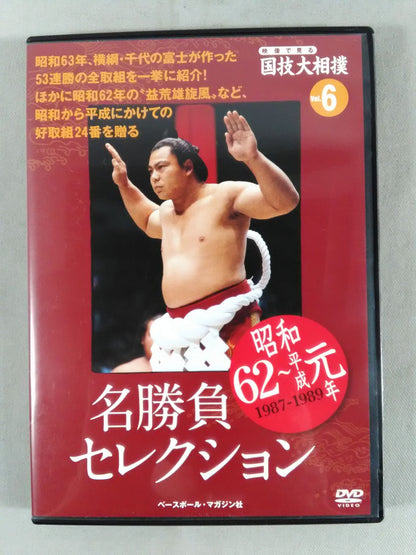 昭和63年、横綱・千代の富士が作った
53連勝の全取組を一挙に紹介!
ほかに昭和62年の“益荒雄旋風”など、
昭和から平成にかけての
好取組24番を贈る
映像で見る
国技大相撲
Vol.6
昭和
62~平成元年
1987-1989
名勝負
セレクション
ベースボール・マガジン社
DVD
VIDEO